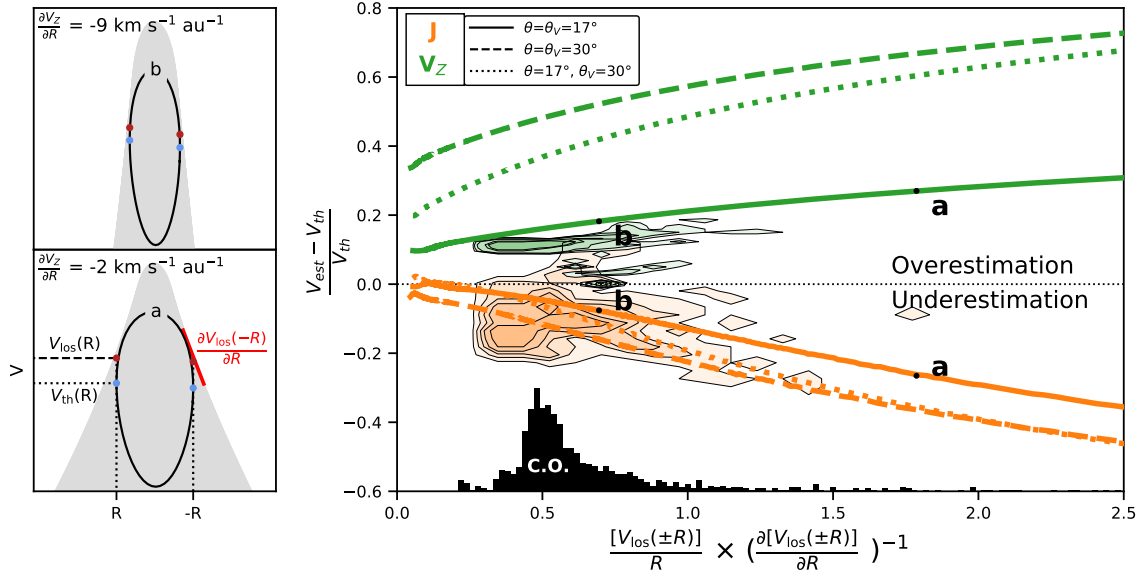 ∂V_Z/∂R = -9 km s⁻¹ au⁻¹
b
∂V_Z/∂R = -2 km s⁻¹ au⁻¹
a
V_los(R)
∂V_los(−R)/∂R
V_th(R)
V
R
-R
J
V_Z
θ=θ_V=17°
θ=θ_V=30°
θ=17°, θ_V=30°
0.8
0.6
0.4
0.2
0.0
−0.2
−0.4
−0.6
(V_est − V_th)/V_th
a
b
Overestimation
Underestimation
b
a
C.O.
0.0
0.5
1.0
1.5
2.0
2.5
[V_los(±R)]/R × (∂[V_los(±R)]/∂R)⁻¹